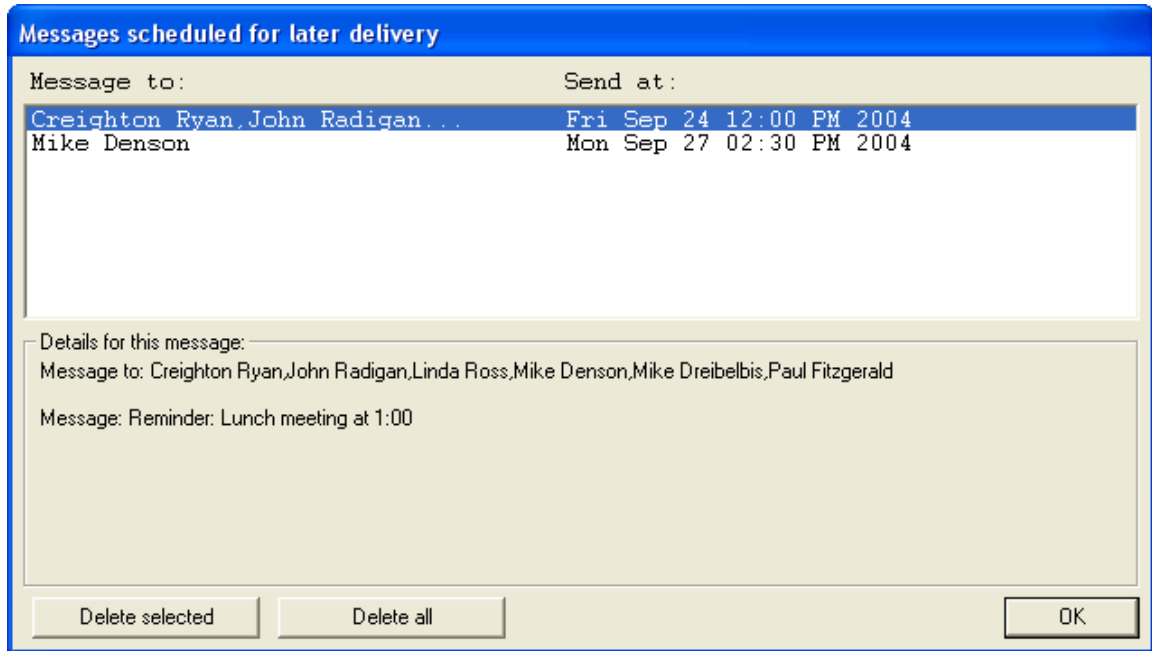 Messages scheduled for later delivery
Message to: Send at:
Creighton Ryan,John Radigan... Fri Sep 24 12:00 PM 2004
Mike Denson Mon Sep 27 02:30 PM 2004
Details for this message:
Message to: Creighton Ryan,John Radigan,Linda Ross,Mike Denson,Mike Dreibelbis,Paul Fitzgerald
Message: Reminder: Lunch meeting at 1:00
Delete selected Delete all OK